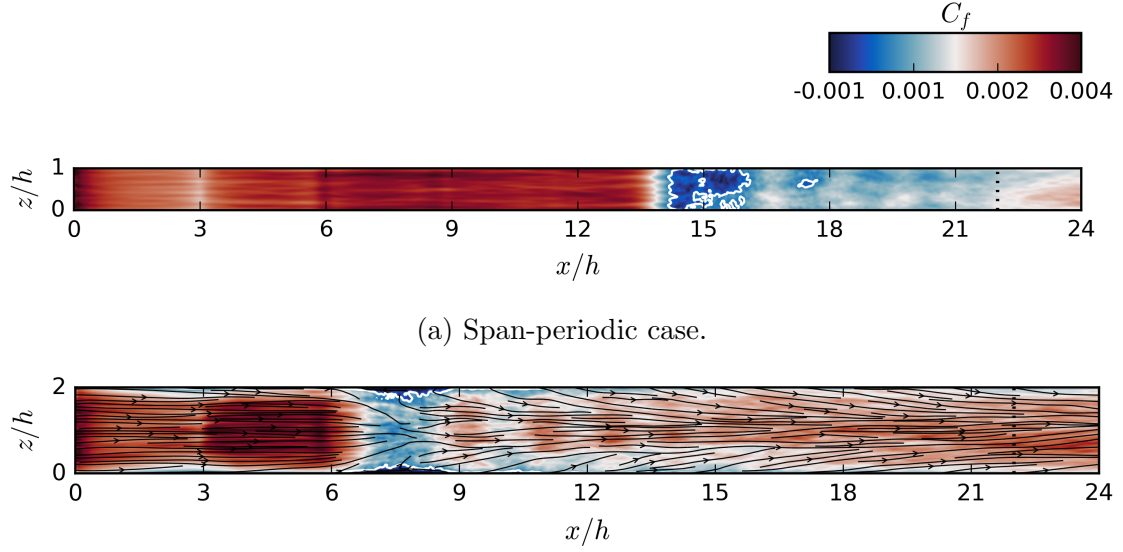 C_f
-0.001 0.001 0.002 0.004
z/h
1
0
0 3 6 9 12 15 18 21 24
x/h
(a) Span-periodic case.
z/h
2
0
0 3 6 9 12 15 18 21 24
x/h